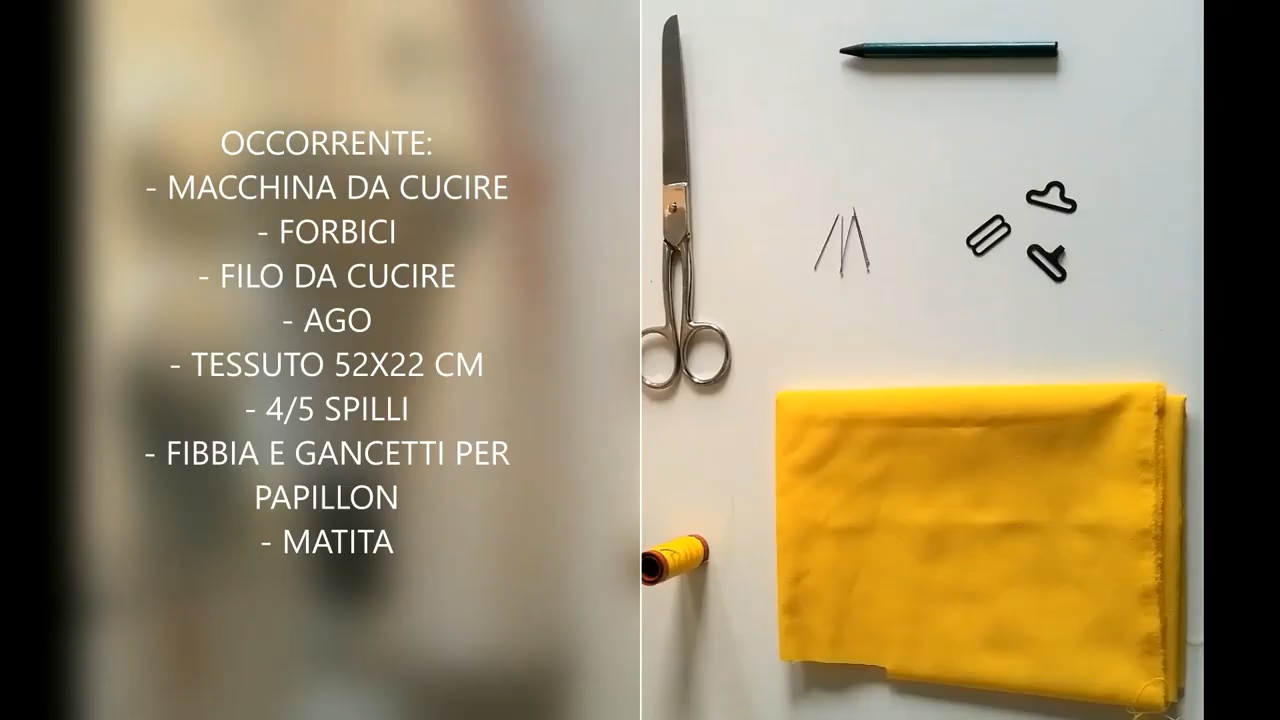 OCCORRENTE:
- MACCHINA DA CUCIRE
- FORBICI
- FILO DA CUCIRE
- AGO
- TESSUTO 52X22 CM
- 4/5 SPILLI
- FIBBIA E GANCETTI PER
PAPILLON
- MATITA